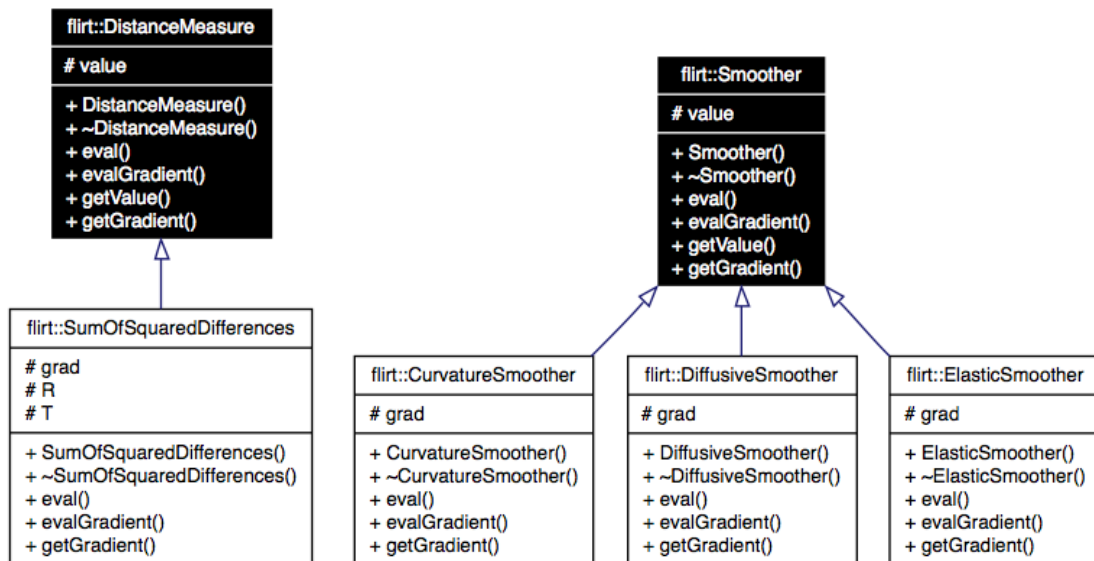 flirt::DistanceMeasure
# value
+ DistanceMeasure()
+ ~DistanceMeasure()
+ eval()
+ evalGradient()
+ getValue()
+ getGradient()
flirt::Smoother
# value
+ Smoother()
+ ~Smoother()
+ eval()
+ evalGradient()
+ getValue()
+ getGradient()
flirt::SumOfSquaredDifferences
# grad
# R
# T
+ SumOfSquaredDifferences()
+ ~SumOfSquaredDifferences()
+ eval()
+ evalGradient()
+ getGradient()
flirt::CurvatureSmoother
# grad
+ CurvatureSmoother()
+ ~CurvatureSmoother()
+ eval()
+ evalGradient()
+ getGradient()
flirt::DiffusiveSmoother
# grad
+ DiffusiveSmoother()
+ ~DiffusiveSmoother()
+ eval()
+ evalGradient()
+ getGradient()
flirt::ElasticSmoother
# grad
+ ElasticSmoother()
+ ~ElasticSmoother()
+ eval()
+ evalGradient()
+ getGradient()